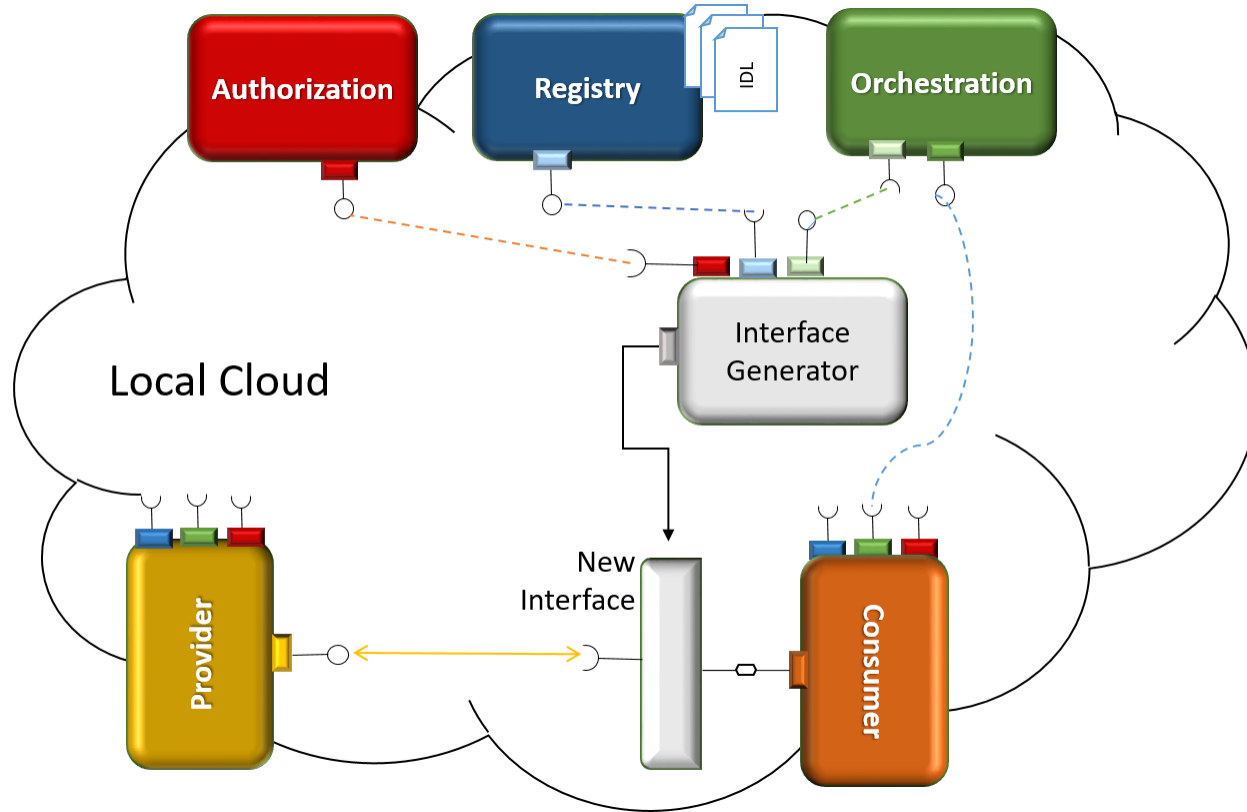 Authorization
Registry
IDL
Orchestration
Interface
Generator
Local Cloud
New
Interface
Provider
Consumer